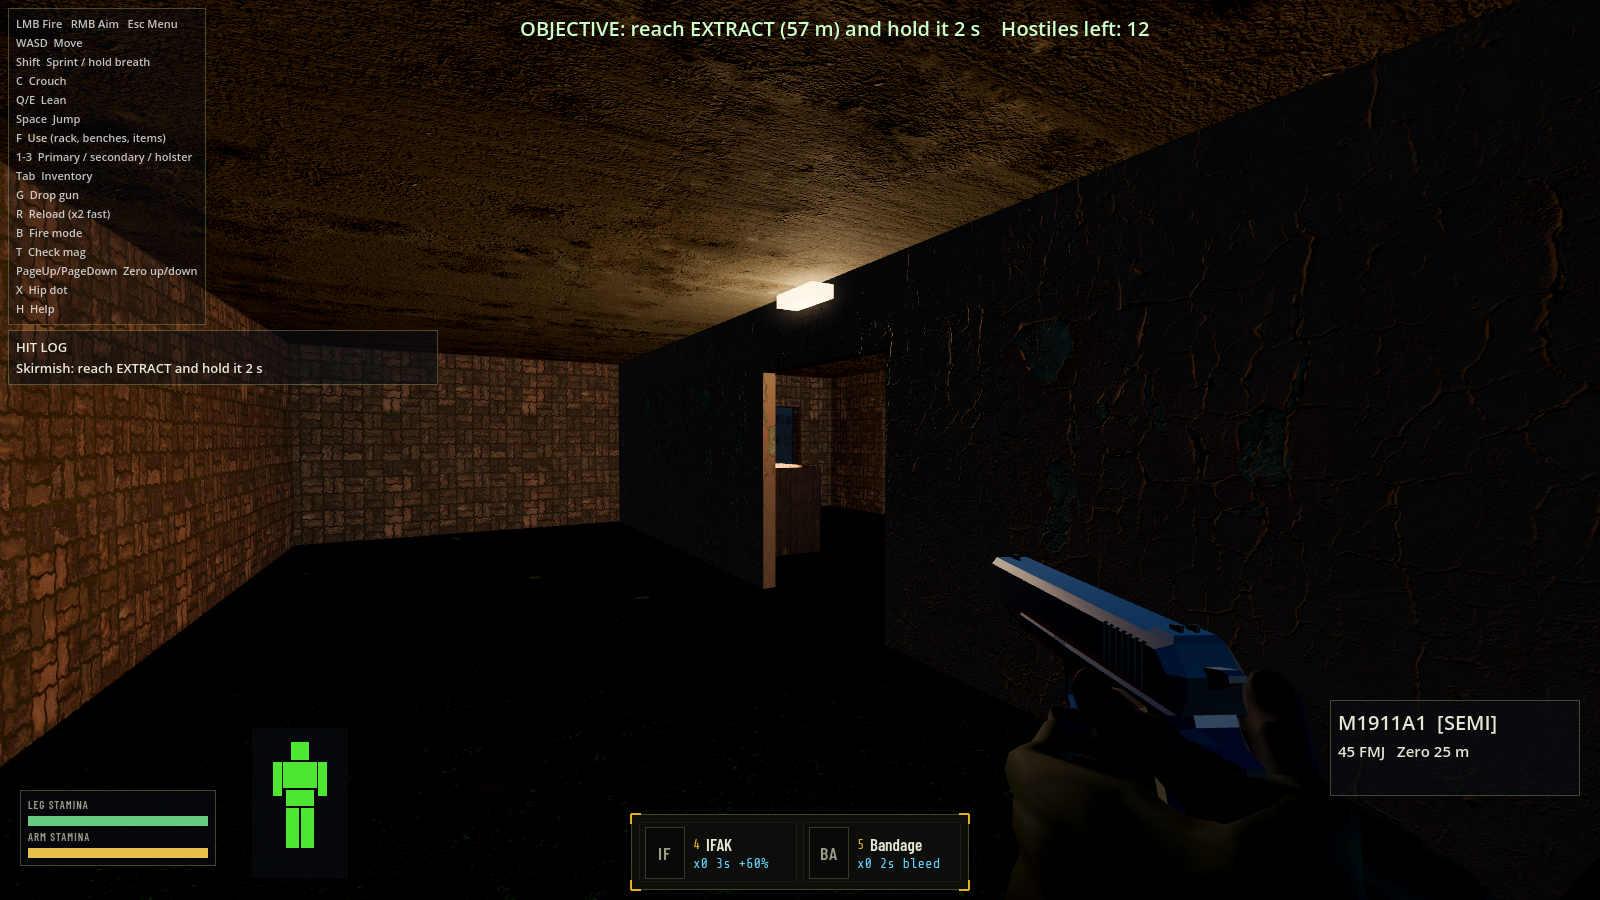 OBJECTIVE: reach EXTRACT (57 m) and hold it 2 s Hostiles left: 12
LMB Fire RMB Aim Esc Menu
WASD Move
Shift Sprint / hold breath
C Crouch
Q/E Lean
Space Jump
F Use (rack, benches, items)
1-3 Primary / secondary / holster
Tab Inventory
G Drop gun
R Reload (x2 fast)
B Fire mode
T Check mag
PageUp/PageDown Zero up/down
X Hip dot
H Help
HIT LOG
Skirmish: reach EXTRACT and hold it 2 s
M1911A1 [SEMI]
45 FMJ Zero 25 m
LEG STAMINA
ARM STAMINA
IF 4 IFAK
x0 3s +60%
BA 5 Bandage
x0 2s bleed